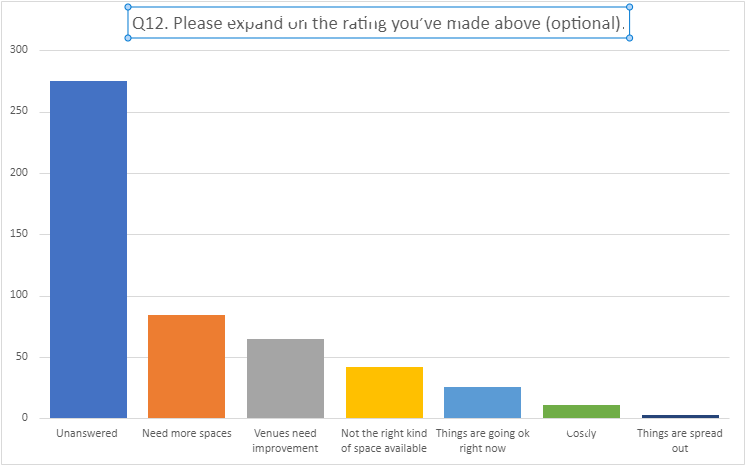 Q12. Please expand on the rating you've made above (optional).
300
250
200
150
100
50
0
Unanswered
Need more spaces
Venues need
improvement
Not the right kind
of space available
Things are going ok
right now
Costly
Things are spread
out